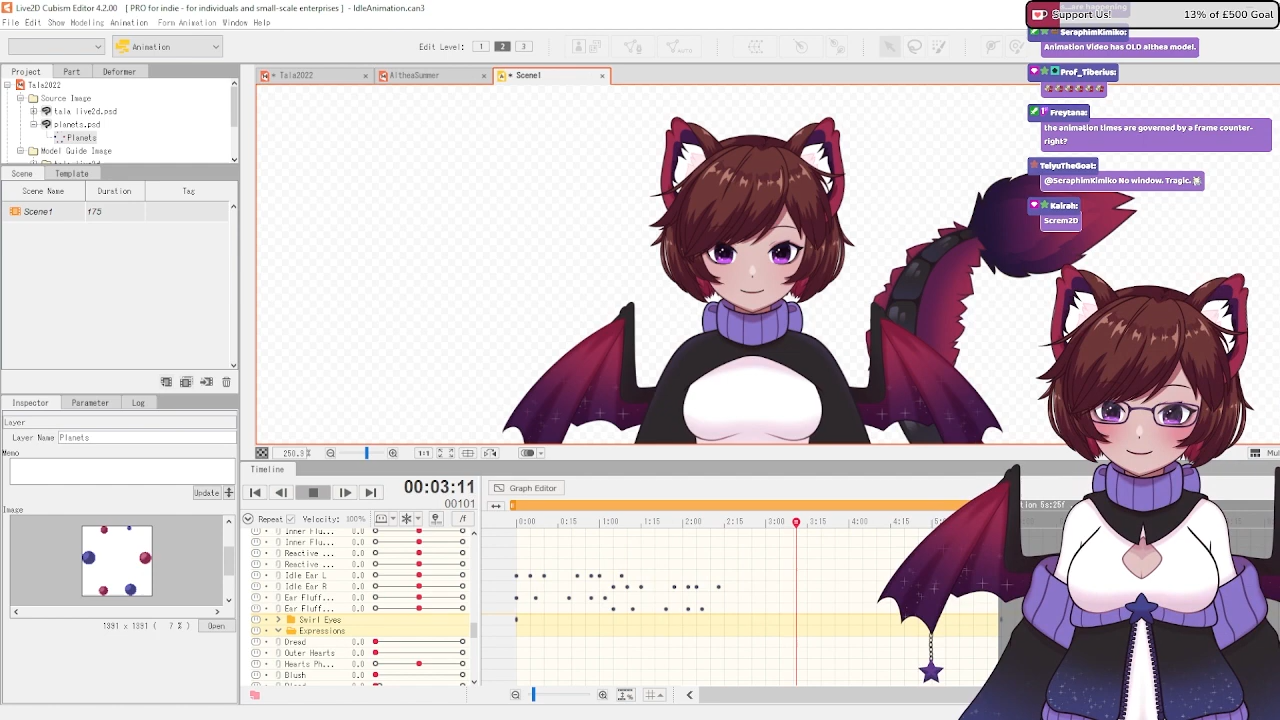 Live2D Cubism Editor 4.2.00 [ PRO for indie - for individuals and small-scale enterprises ] - IdleAnimation.can3
File Edit Show Modeling Animation Form Animation Window Help
Animation
Edit Level: 1 2 3
Support Us! 13% of £500 Goal
SeraphimKimiko:
Animation Video has OLD althea model.
Prof_Tiberius:
Freytana:
the animation times are governed by a frame counter-
right?
TeiyuTheGoat:
@SeraphimKimiko No window. Tragic.
Kairah:
Screm2D
Project Part Deformer
* Tala2022 AltheaSummer * Scene1
Tala2022
Source Image
tala live2d.psd
planets.psd
Planets
Model Guide Image
Scene Template
Scene Name Duration Tag
Scene1 175
Inspector Parameter Log
Layer
Layer Name Planets
Memo
Update
Image
1391 x 1391 ( 7 % ) Open
1:1
Timeline
00:03:11
00101
Graph Editor
Repeat Velocity: 100%
0:00 0:15 1:00 1:15 2:00 2:15 3:00 3:15 4:00 4:15
Inner Flu... 0.0
Inner Flu... 0.0
Reactive ... 0.0
Reactive ... 0.0
Idle Ear L 0.0
Idle Ear R 0.0
Ear Fluff... 0.0
Ear Fluff... 0.0
Swirl Eyes
Expressions
Dread 0.0
Outer Hearts 0.0
Hearts Ph... 0.0
Blush 0.0